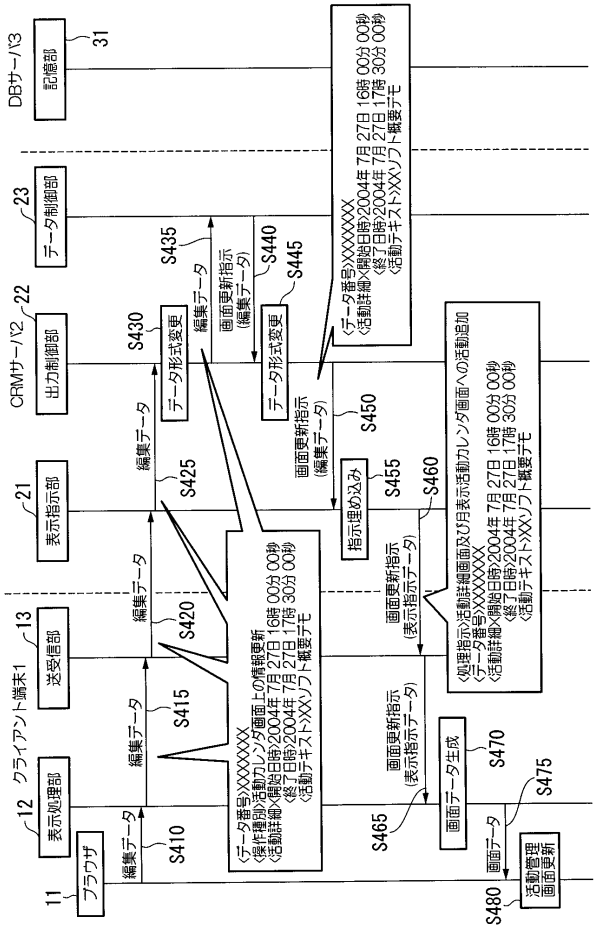 クライアント端末1
CRMサーバ2
DBサーバ3
11
ブラウザ
12
表示処理部
13
送受信部
21
表示指示部
22
出力制御部
23
データ制御部
31
記憶部
編集データ
S410
編集データ
S415
編集データ
S420
編集データ
S425
データ形式変更
S430
編集データ
S435
画面更新指示
(編集データ)
S440
データ形式変更
S445
画面更新指示
(編集データ)
S450
指示埋め込み
S455
画面更新指示
(表示指示データ)
S460
画面更新指示
(表示指示データ)
S465
画面データ生成
S470
画面データ
S475
活動管理
画面更新
S480
<データ番号>XXXXXXXX
<操作種別>活動カレンダ画面上の情報更新
<活動詳細><開始日時>2004年 7月 27日 16時 00分 00秒
<終了日時>2004年 7月 27日 17時 30分 00秒
<活動テキスト>XXソフト概要デモ
<データ番号>XXXXXXXX
<活動詳細><開始日時>2004年 7月 27日 16時 00分 00秒
<終了日時>2004年 7月 27日 17時 30分 00秒
<活動テキスト>XXソフト概要デモ
<処理指示>活動詳細画面及び月表示活動カレンダ画面への活動追加
<データ番号>XXXXXXXX
<活動詳細><開始日時>2004年 7月 27日 16時 00分 00秒
<終了日時>2004年 7月 27日 17時 30分 00秒
<活動テキスト>XXソフト概要デモ